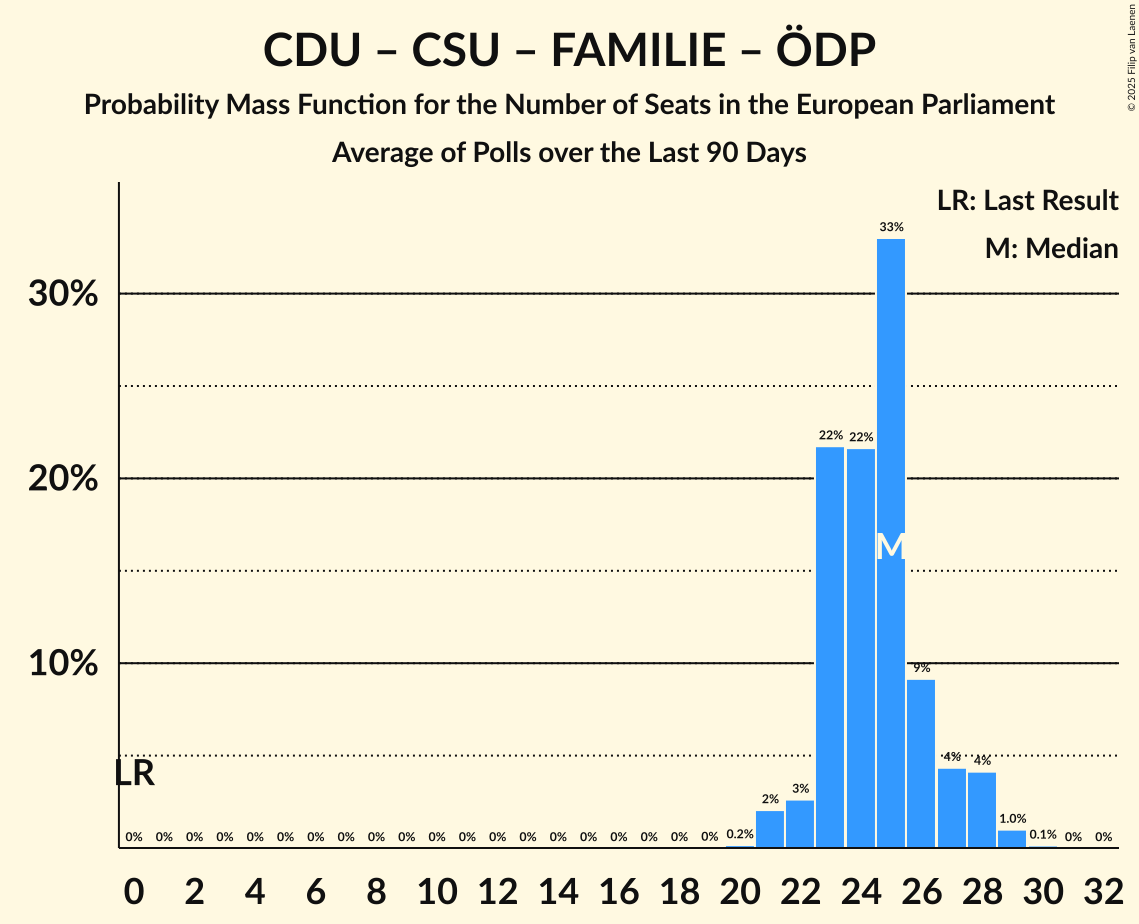 CDU – CSU – FAMILIE – ÖDP
Probability Mass Function for the Number of Seats in the European Parliament
Average of Polls over the Last 90 Days
© 2025 Filip van Laenen
LR: Last Result
M: Median
30%
20%
10%
33%
22% 22%
M
9%
4% 4%
LR
2% 3%
1.0%
0% 0% 0% 0% 0% 0% 0% 0% 0% 0% 0% 0% 0% 0% 0% 0% 0% 0% 0% 0% 0.2% 0.1% 0% 0%
0 2 4 6 8 10 12 14 16 18 20 22 24 26 28 30 32